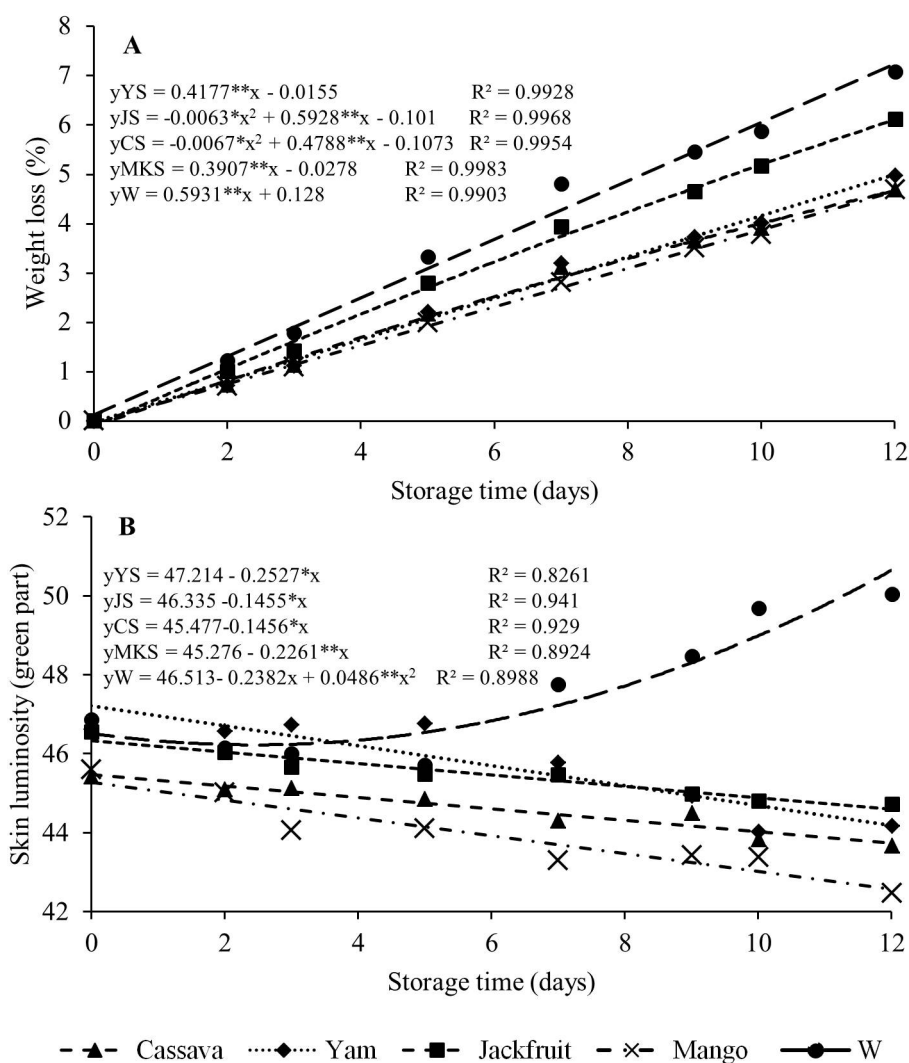 8
7
6
5
4
3
2
1
0
Weight loss (%)
A
yYS = 0.4177**x - 0.0155 R² = 0.9928
yJS = -0.0063*x² + 0.5928**x - 0.101 R² = 0.9968
yCS = -0.0067*x² + 0.4788**x - 0.1073 R² = 0.9954
yMKS = 0.3907**x - 0.0278 R² = 0.9983
yW = 0.5931**x + 0.128 R² = 0.9903
0 2 4 6 8 10 12
Storage time (days)
52
50
48
46
44
42
Skin luminosity (green part)
B
yYS = 47.214 - 0.2527*x R² = 0.8261
yJS = 46.335 -0.1455*x R² = 0.941
yCS = 45.477-0.1456*x R² = 0.929
yMKS = 45.276 - 0.2261**x R² = 0.8924
yW = 46.513- 0.2382x + 0.0486**x² R² = 0.8988
0 2 4 6 8 10 12
Storage time (days)
Cassava Yam Jackfruit Mango W